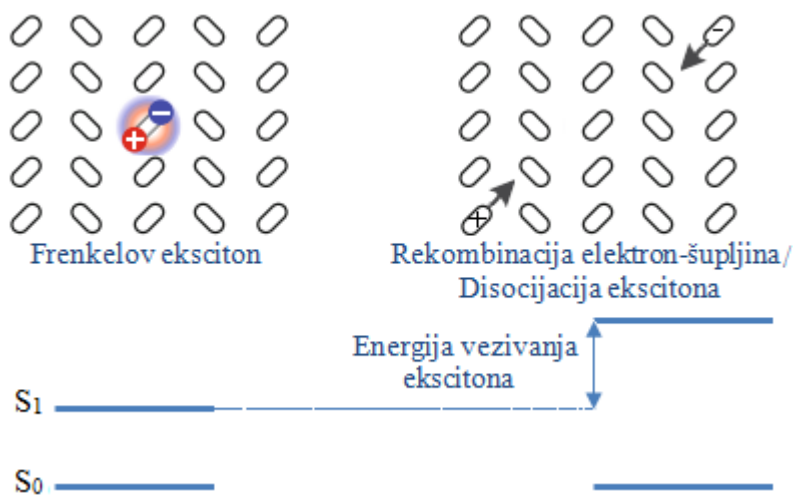 -
− +
+
Frenkelov eksciton
Rekombinacija elektron-šupljina/
Disocijacija ekscitona
Energija vezivanja
ekscitona
S1
S0